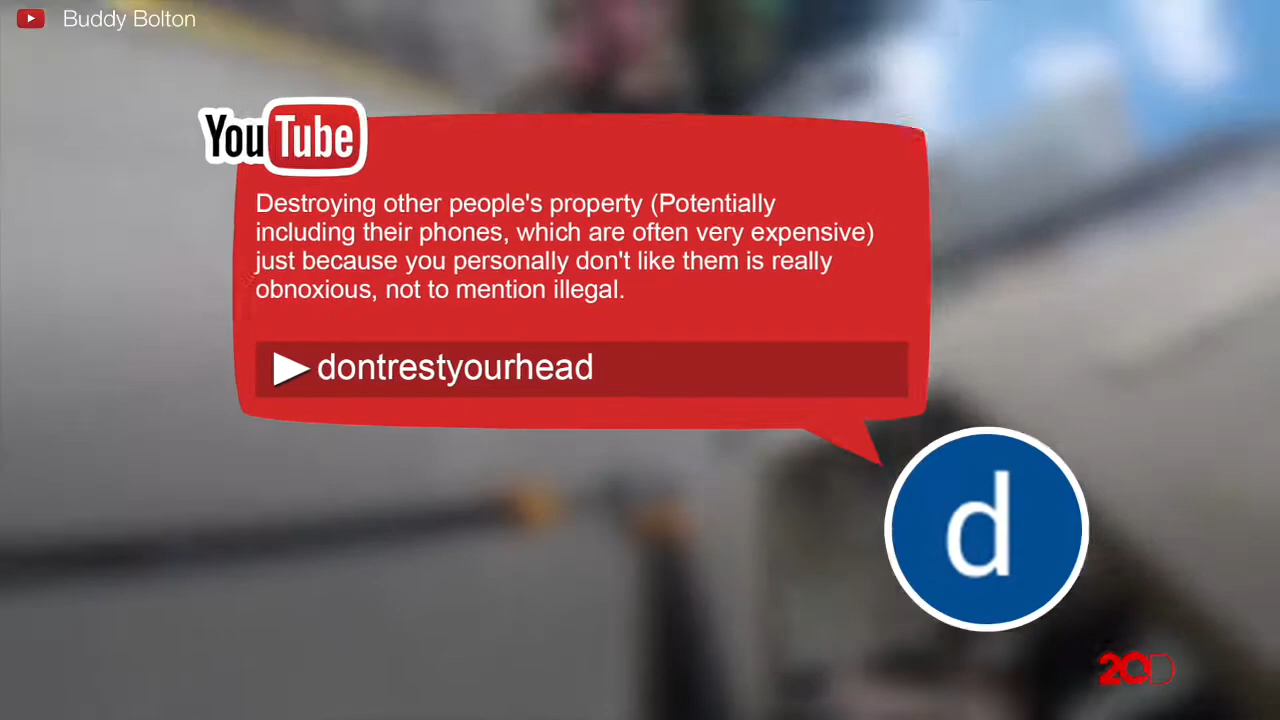 Buddy Bolton
YouTube
Destroying other people's property (Potentially
including their phones, which are often very expensive)
just because you personally don't like them is really
obnoxious, not to mention illegal.
dontrestyourhead
d
20D